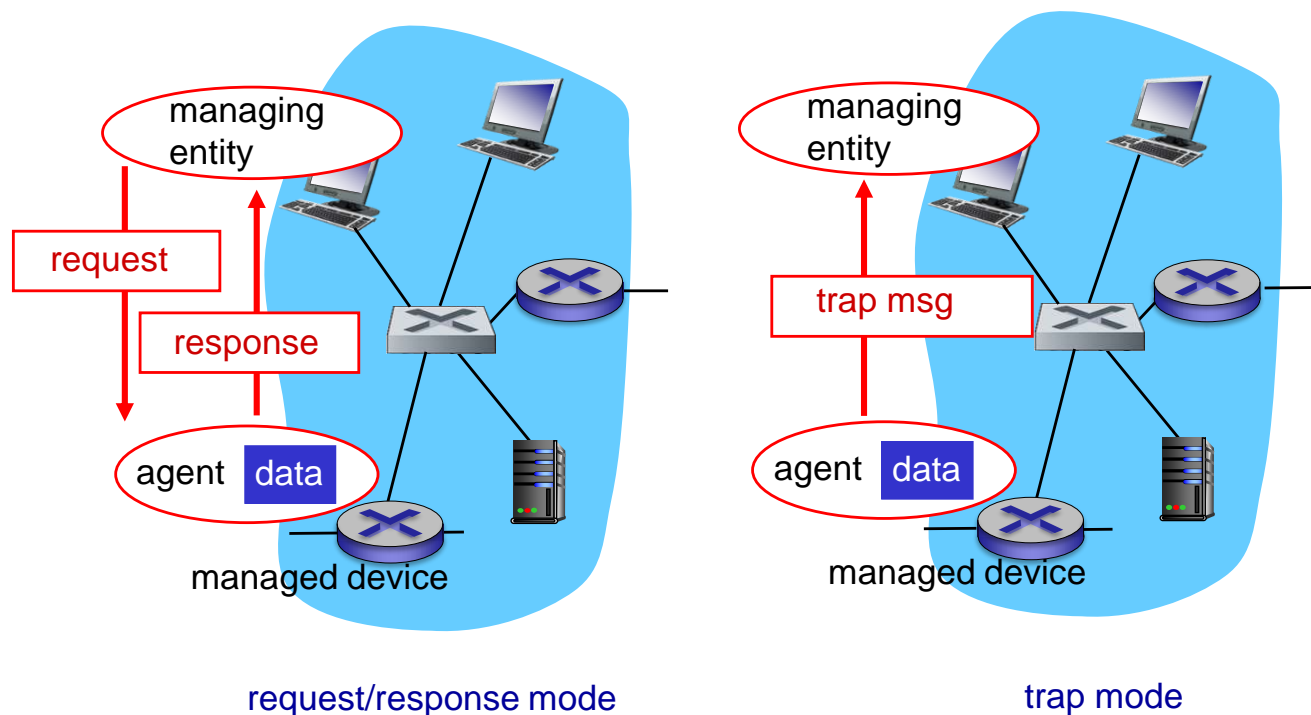 managing
entity
request
response
agent data
managed device
request/response mode
managing
entity
trap msg
agent data
managed device
trap mode